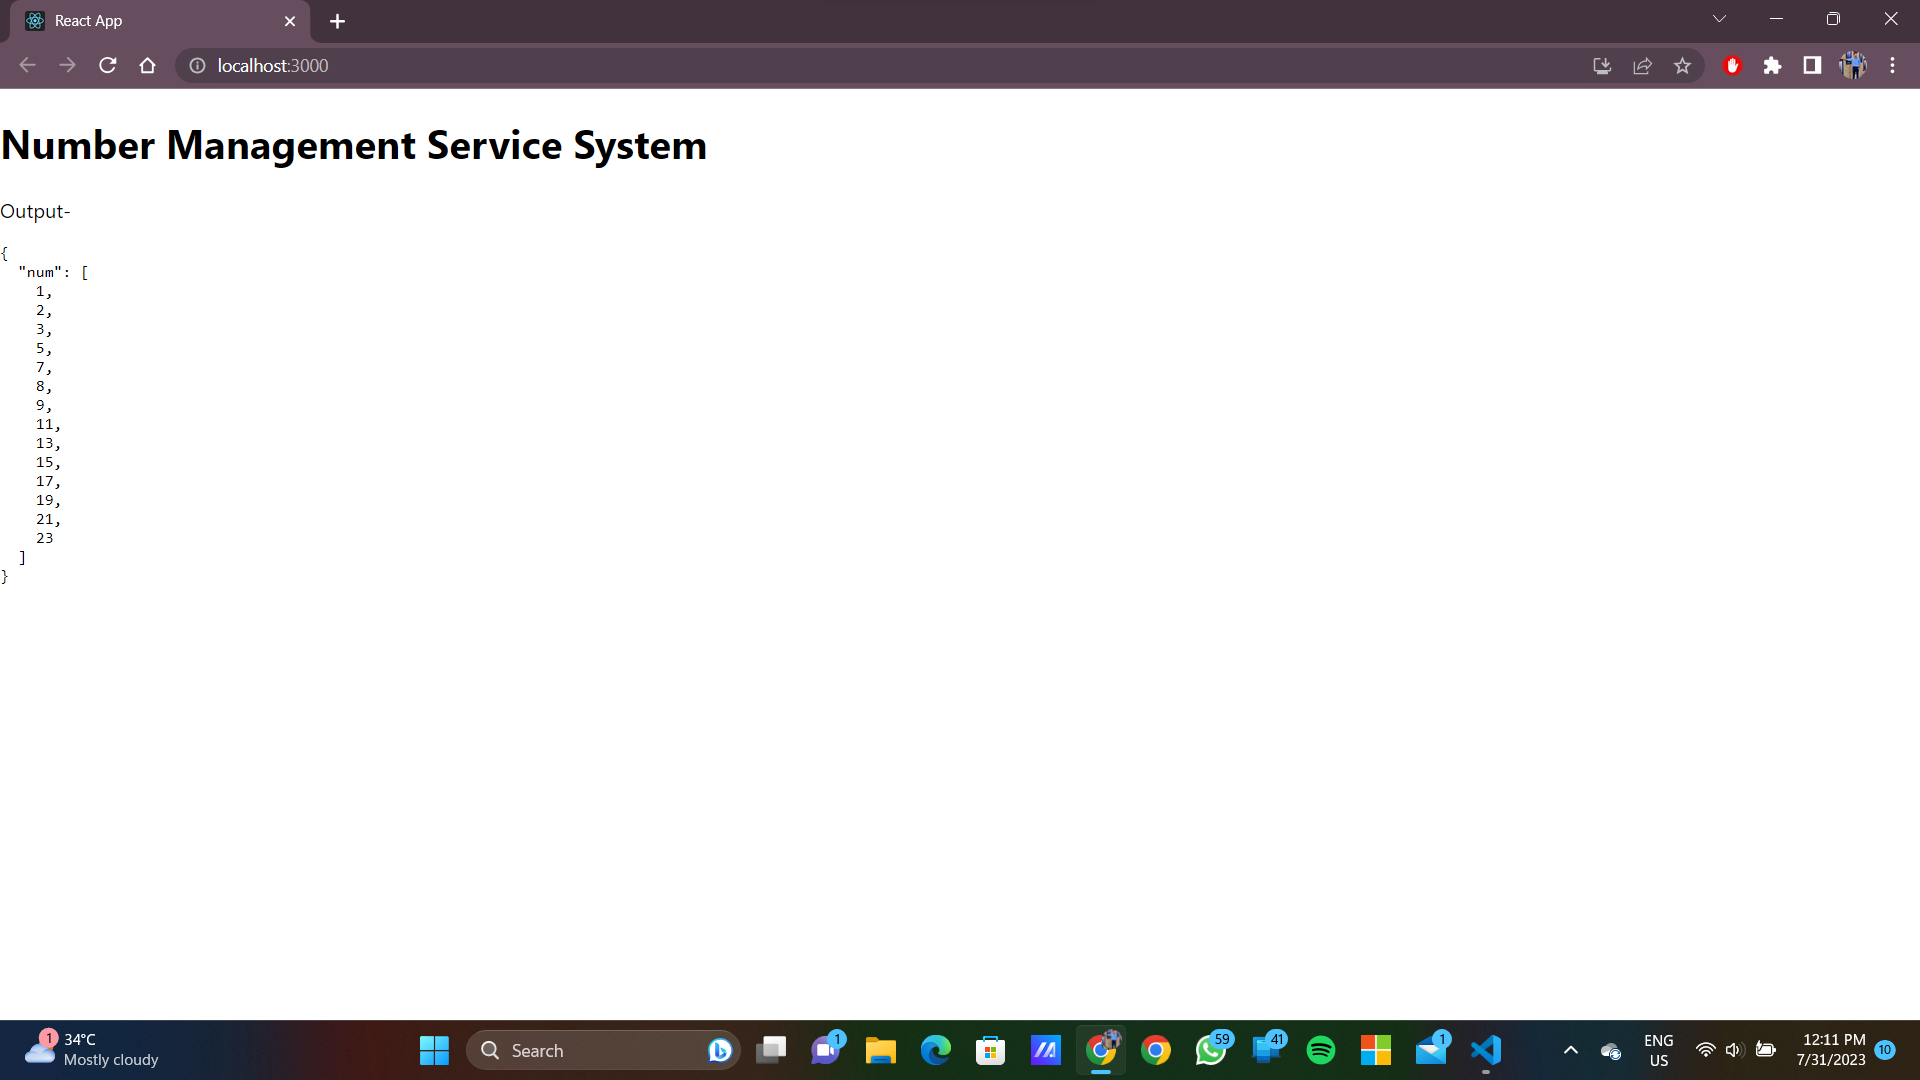 React App
localhost:3000
Number Management Service System
Output-
{
"num": [
1,
2,
3,
5,
7,
8,
9,
11,
13,
15,
17,
19,
21,
23
]
}
1
34°C
Mostly cloudy
Search
1
59
41
1
ENG
US
12:11 PM
7/31/2023
10